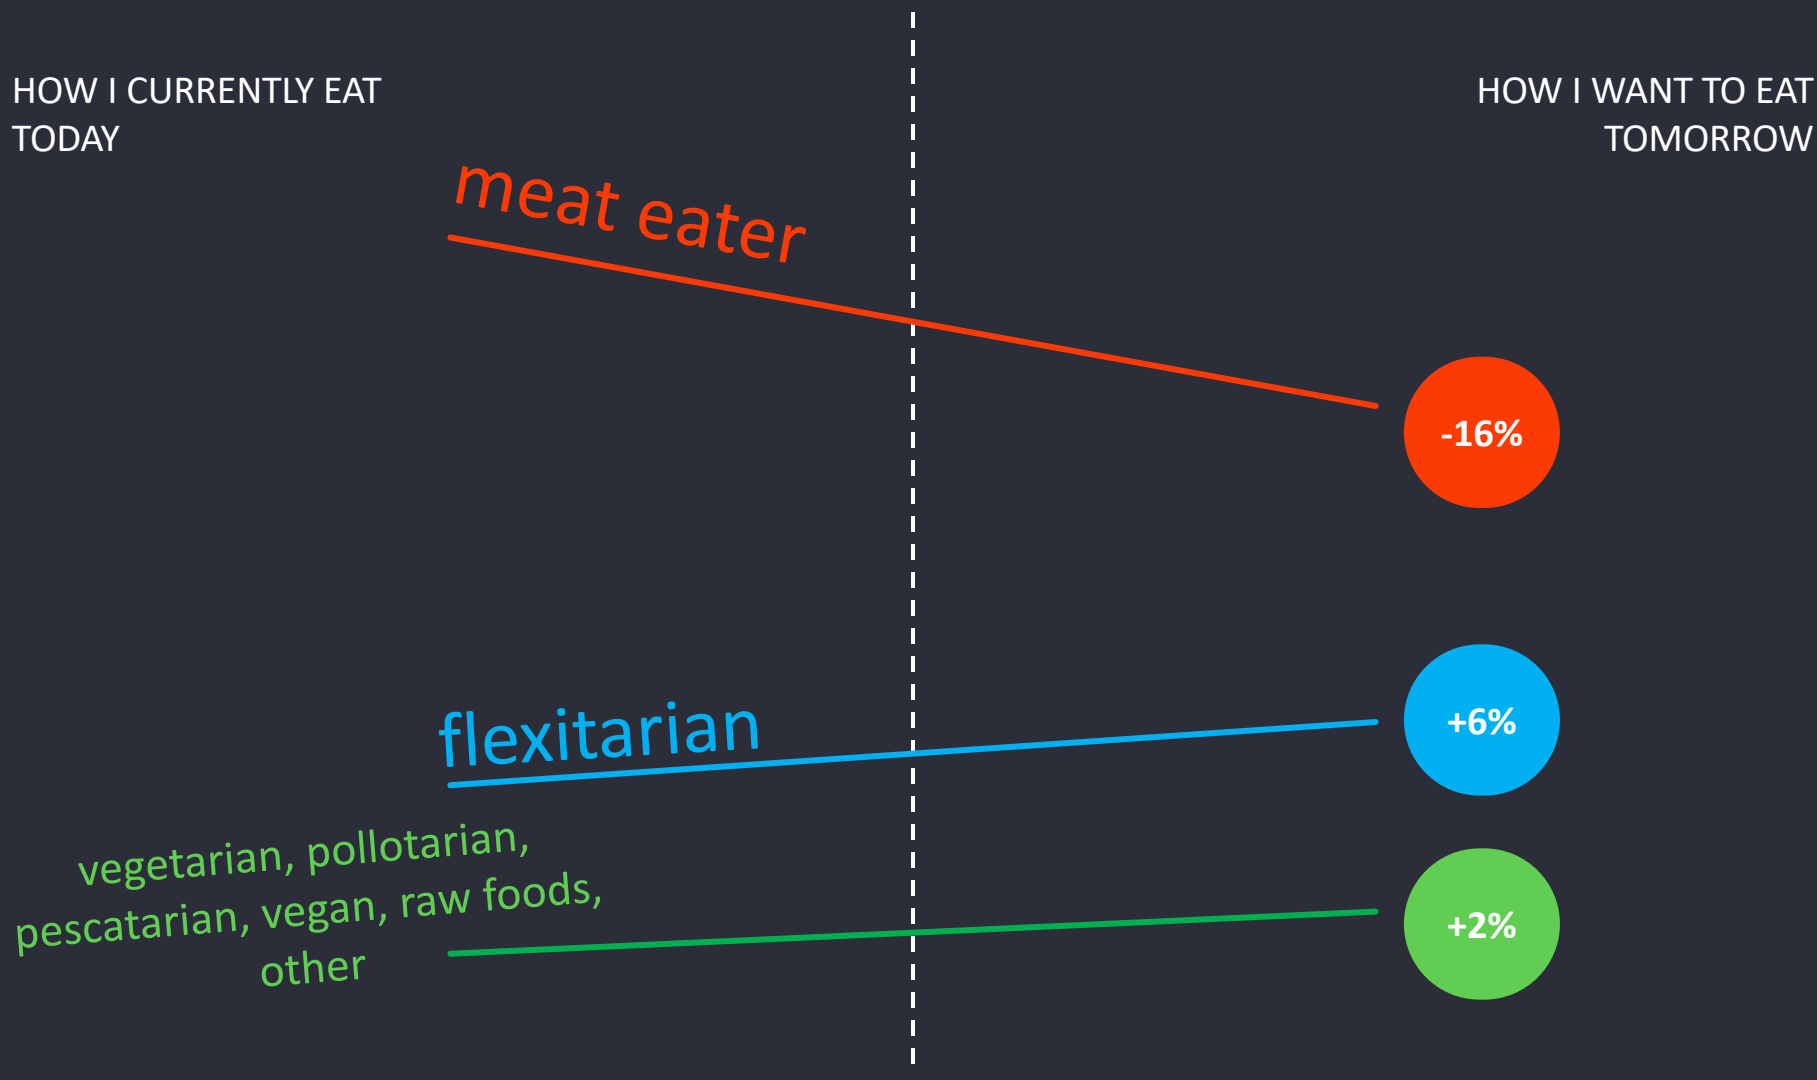 HOW I CURRENTLY EAT
TODAY
HOW I WANT TO EAT
TOMORROW
meat eater
-16%
flexitarian
+6%
vegetarian, pollotarian,
pescatarian, vegan, raw foods,
other
+2%